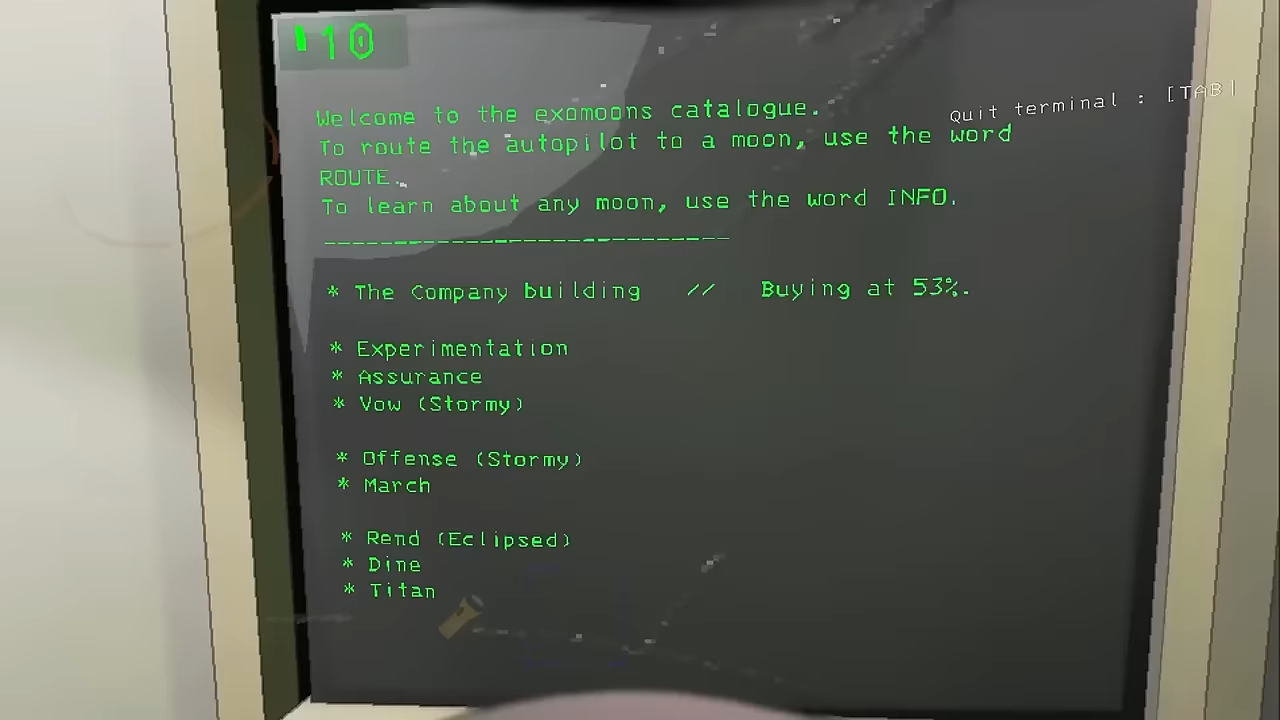 ▮10
Welcome to the exomoons catalogue.
Quit terminal : [TAB]
To route the autopilot to a moon, use the word
ROUTE.
To learn about any moon, use the word INFO.
-----------------------------
* The Company building // Buying at 53%.
* Experimentation
* Assurance
* Vow (Stormy)
* Offense (Stormy)
* March
* Rend (Eclipsed)
* Dine
* Titan